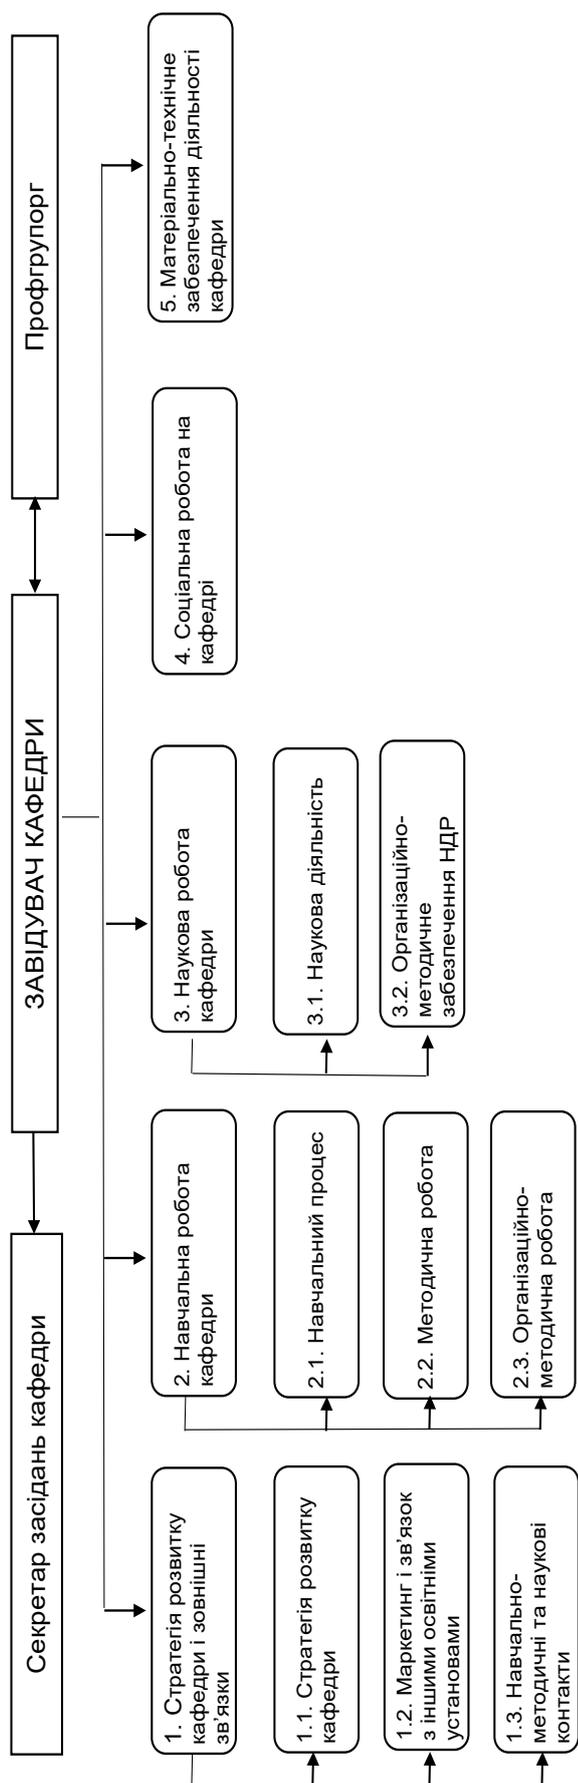 Секретар засідань кафедри
ЗАВІДУВАЧ КАФЕДРИ
Профгрупорг
1. Стратегія розвитку
кафедри і зовнішні
зв’язки
1.1. Стратегія розвитку
кафедри
1.2. Маркетинг і зв’язок
з іншими освітніми
установами
1.3. Навчально-
методичні та наукові
контакти
2. Навчальна робота
кафедри
2.1. Навчальний процес
2.2. Методична робота
2.3. Організаційно-
методична робота
3. Наукова робота
кафедри
3.1. Наукова діяльність
3.2. Організаційно-
методичне
забезпечення НДР
4. Соціальна робота на
кафедрі
5. Матеріально-технічне
забезпечення діяльності
кафедри